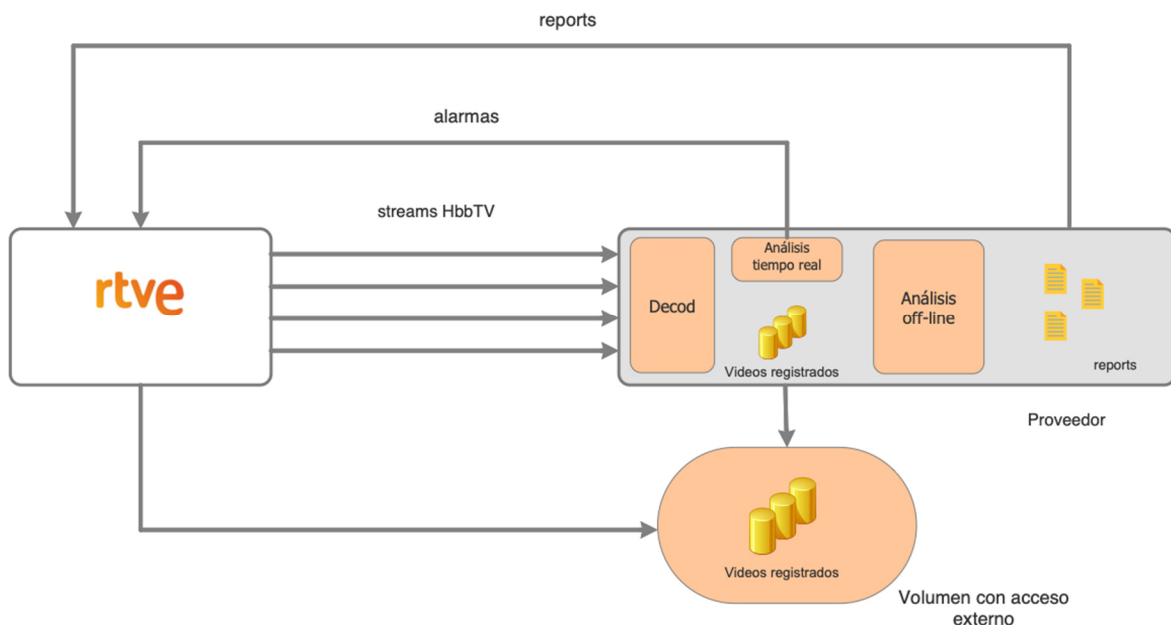 reports
alarmas
streams HbbTV
rtve
Decod
Análisis
tiempo real
Videos registrados
Análisis
off-line
reports
Proveedor
Videos registrados
Volumen con acceso
externo